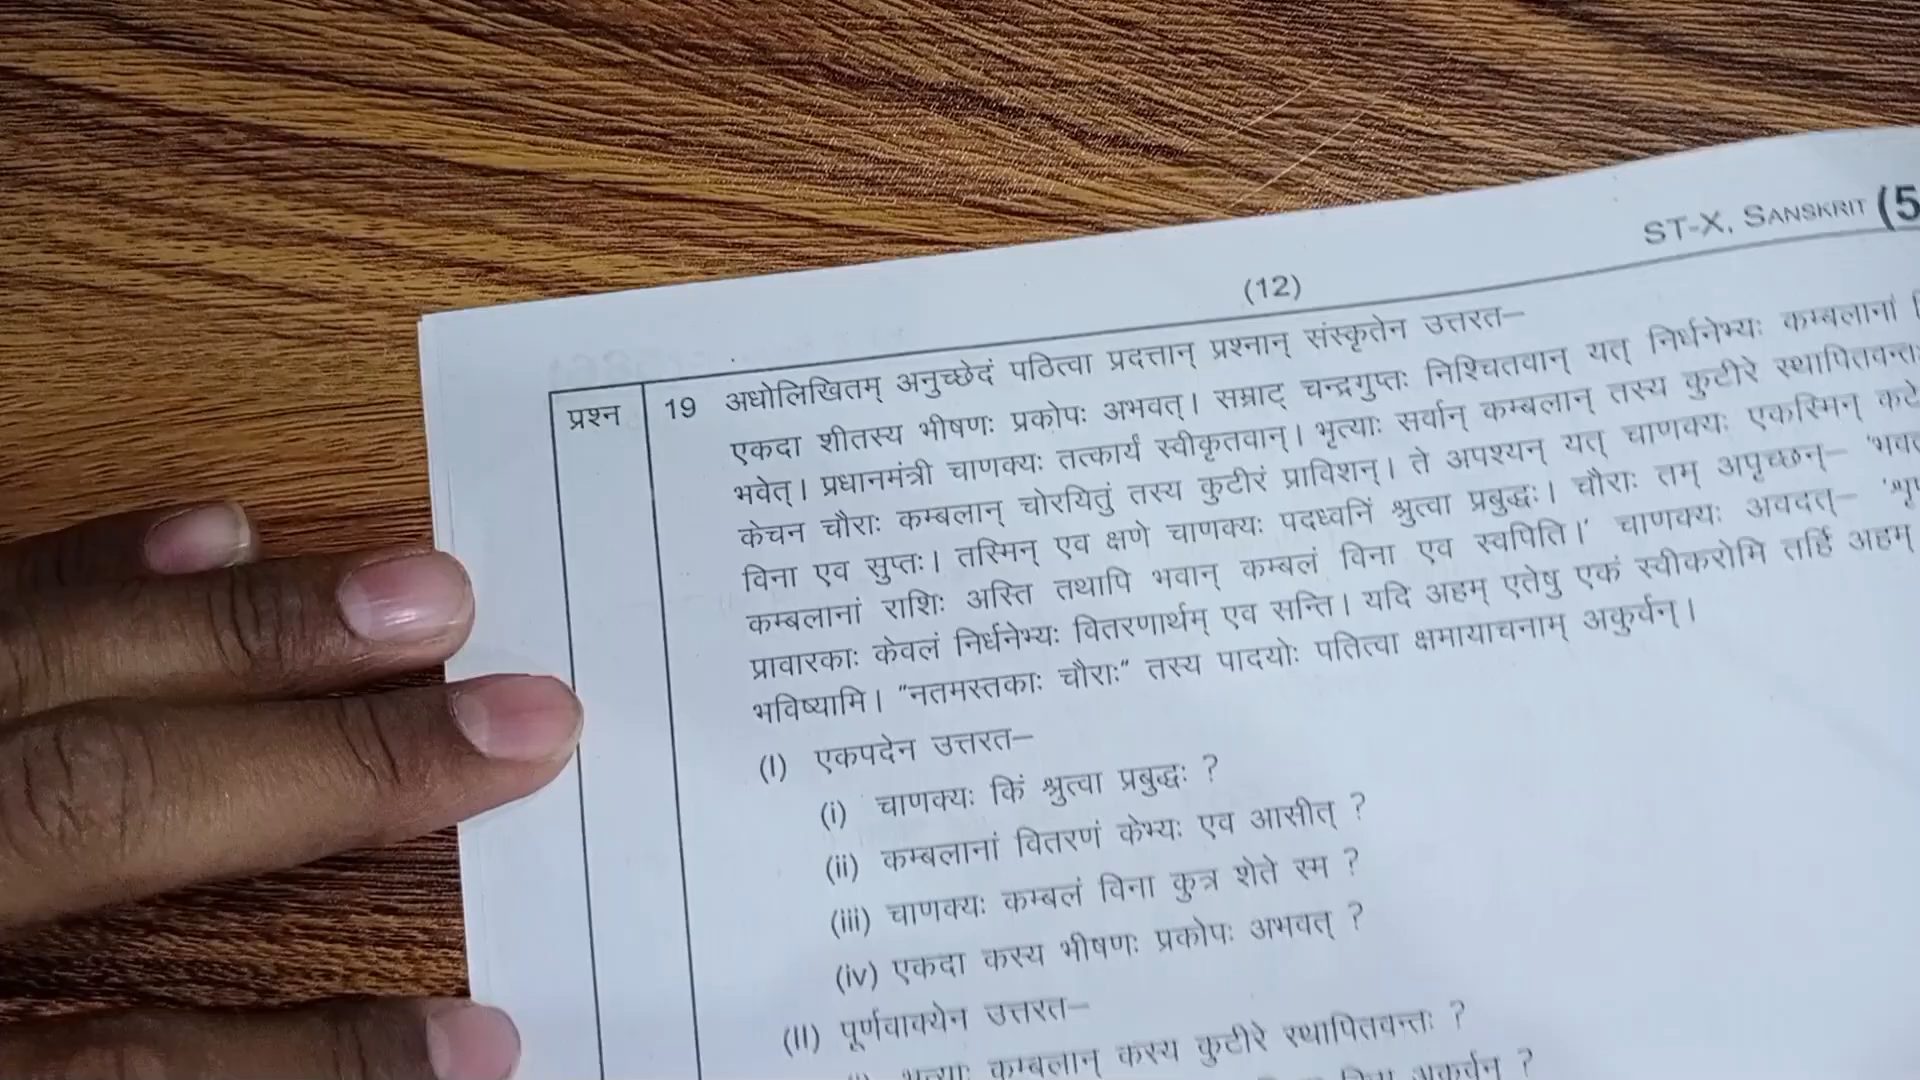 ST-X, SANSKRIT (5
(12)
प्रश्न 19 अधोलिखितम् अनुच्छेदं पठित्वा प्रदत्तान् प्रश्नान् संस्कृतेन उत्तरत–
एकदा शीतस्य भीषणः प्रकोपः अभवत्। सम्राट् चन्द्रगुप्तः निश्चितवान् यत् निर्धनेभ्यः कम्बलानां
भवेत्। प्रधानमंत्री चाणक्यः तत्कार्यं स्वीकृतवान्। भृत्याः सर्वान् कम्बलान् तस्य कुटीरे स्थापितवन्तः
केचन चौराः कम्बलान् चोरयितुं तस्य कुटीरं प्राविशन्। ते अपश्यन् यत् चाणक्यः एकस्मिन् कटे
विना एव सुप्तः। तस्मिन् एव क्षणे चाणक्यः पदध्वनिं श्रुत्वा प्रबुद्धः। चौराः तम् अपृच्छन्–
कम्बलानां राशिः अस्ति तथापि भवान् कम्बलं विना एव स्वपिति।' चाणक्यः अवदत्–
प्रावारकाः केवलं निर्धनेभ्यः वितरणार्थम् एव सन्ति। यदि अहम् एतेषु एकं स्वीकरोमि तर्हि अहम्
भविष्यामि। "नतमस्तकाः चौराः" तस्य पादयोः पतित्वा क्षमायाचनाम् अकुर्वन्।
(I) एकपदेन उत्तरत–
(i) चाणक्यः किं श्रुत्वा प्रबुद्धः ?
(ii) कम्बलानां वितरणं केभ्यः एव आसीत् ?
(iii) चाणक्यः कम्बलं विना कुत्र शेते स्म ?
(iv) एकदा कस्य भीषणः प्रकोपः अभवत् ?
(II) पूर्णवाक्येन उत्तरत–
भृत्याः कम्बलान् कस्य कुटीरे स्थापितवन्तः ?
अकुर्वन् ?